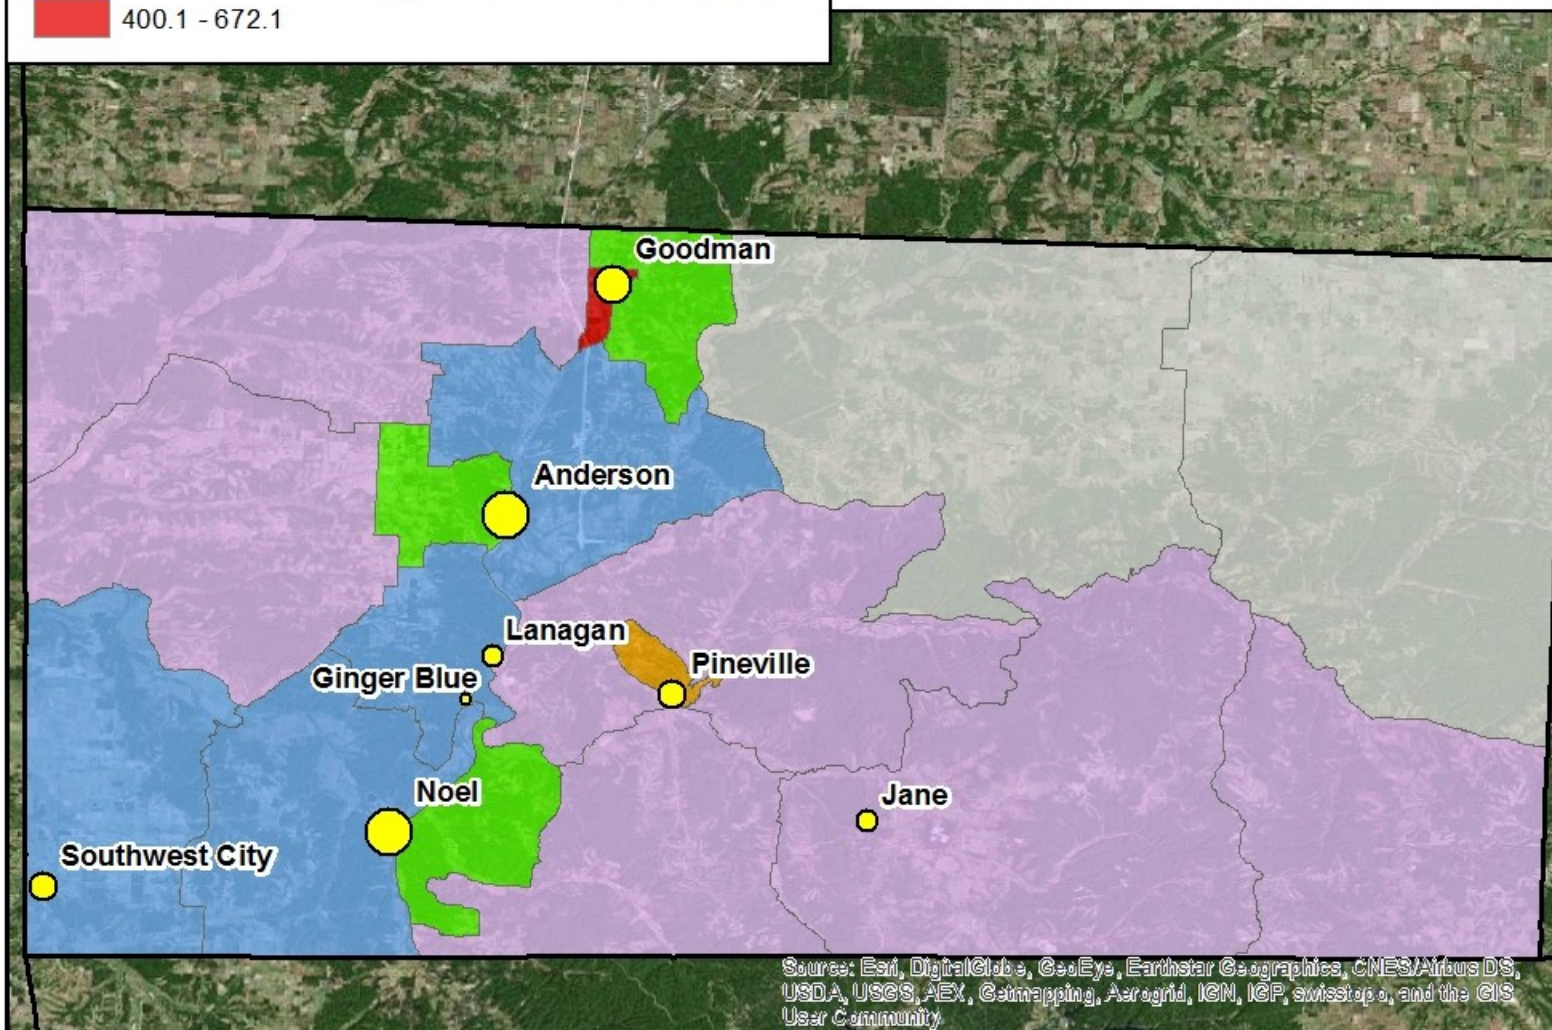 400.1 - 672.1
Goodman
Anderson
Lanagan
Ginger Blue
Pineville
Noel
Jane
Southwest City
Source: Esri, DigitalGlobe, GeoEye, Earthstar Geographics, CNES/Airbus DS,
USDA, USGS, AEX, Getmapping, Aerogrid, IGN, IGP, swisstopo, and the GIS
User Community